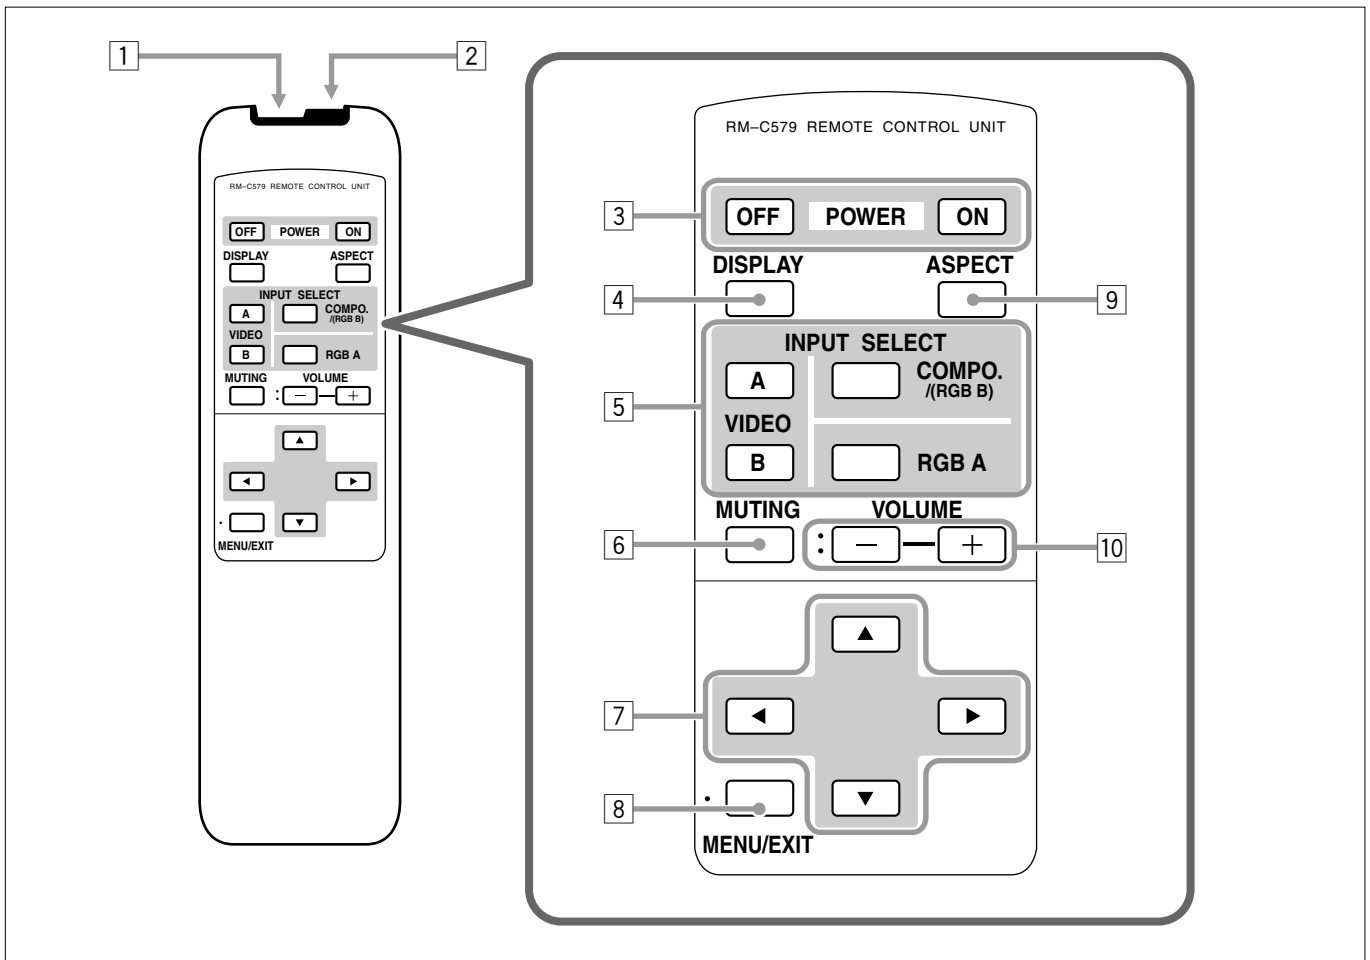 1
2
RM–C579 REMOTE CONTROL UNIT
OFF POWER ON
DISPLAY ASPECT
INPUT SELECT
A COMPO.
/(RGB B)
VIDEO
B RGB A
MUTING VOLUME
: − +
▲
◀ ▶
▼
MENU/EXIT
RM–C579 REMOTE CONTROL UNIT
3 OFF POWER ON
DISPLAY ASPECT
4 9
INPUT SELECT
A COMPO.
/(RGB B)
5
VIDEO
B RGB A
MUTING VOLUME
6 : − + 10
▲
7 ◀ ▶
8 ▼
MENU/EXIT